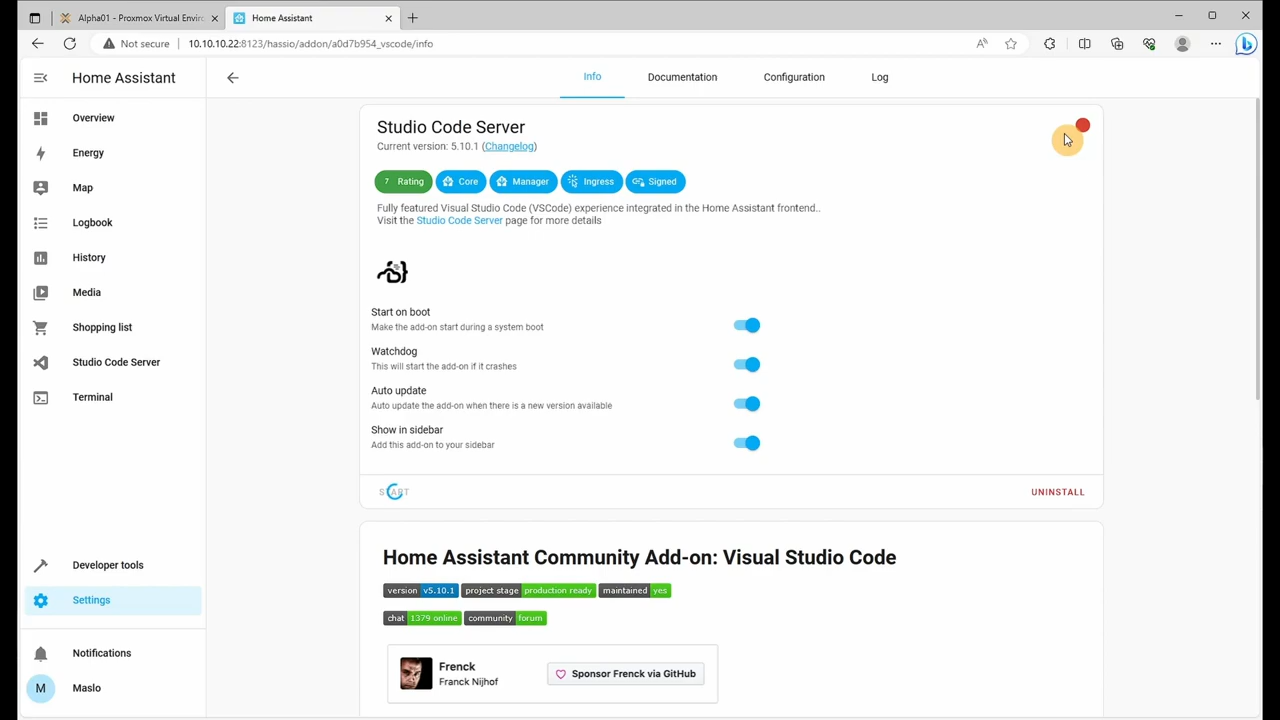 Alpha01 - Proxmox Virtual Enviro
Home Assistant
Not secure
10.10.10.22:8123/hassio/addon/a0d7b954_vscode/info
Home Assistant
Overview
Energy
Map
Logbook
History
Media
Shopping list
Studio Code Server
Terminal
Developer tools
Settings
Notifications
M
Maslo
Info
Documentation
Configuration
Log
Studio Code Server
Current version: 5.10.1 (Changelog)
7 Rating
Core
Manager
Ingress
Signed
Fully featured Visual Studio Code (VSCode) experience integrated in the Home Assistant frontend..
Visit the Studio Code Server page for more details
Start on boot
Make the add-on start during a system boot
Watchdog
This will start the add-on if it crashes
Auto update
Auto update the add-on when there is a new version available
Show in sidebar
Add this add-on to your sidebar
START
UNINSTALL
Home Assistant Community Add-on: Visual Studio Code
version v5.10.1 project stage production ready maintained yes
chat 1379 online community forum
Frenck
Franck Nijhof
Sponsor Frenck via GitHub